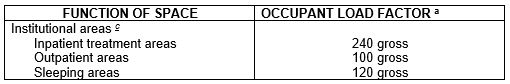 FUNCTION OF SPACE OCCUPANT LOAD FACTOR a
Institutional areas c
Inpatient treatment areas 240 gross
Outpatient areas 100 gross
Sleeping areas 120 gross